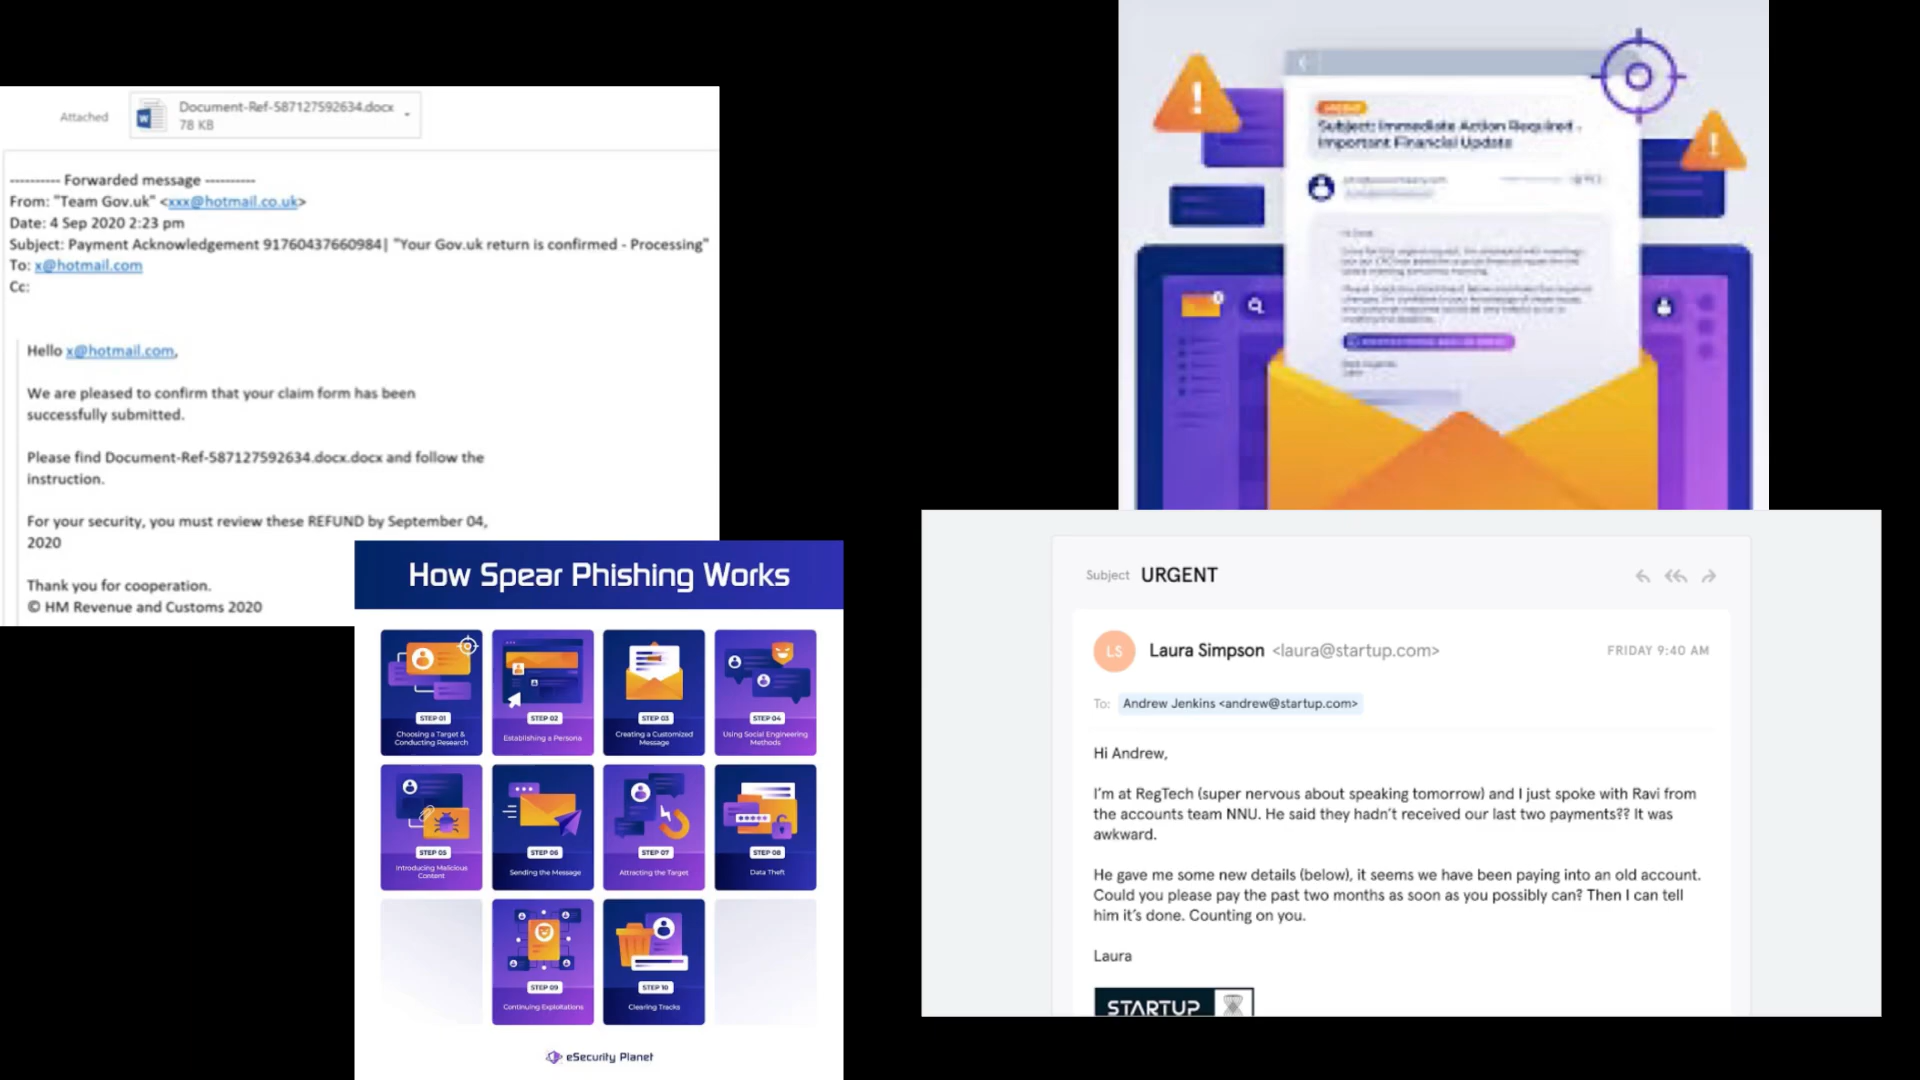 Attached
Document-Ref-587127592634.docx
78 KB
---------- Forwarded message ----------
From: "Team Gov.uk" <xxx@hotmail.co.uk>
Date: 4 Sep 2020 2:23 pm
Subject: Payment Acknowledgement 91760437660984| "Your Gov.uk return is confirmed - Processing"
To: x@hotmail.com
Cc:
Hello x@hotmail.com,
We are pleased to confirm that your claim form has been
successfully submitted.
Please find Document-Ref-587127592634.docx.docx and follow the
instruction.
For your security, you must review these REFUND by September 04,
2020
Thank you for cooperation.
© HM Revenue and Customs 2020
Subject: Immediate Action Required -
Important Financial Update
How Spear Phishing Works
STEP 01
Choosing a Target &
Conducting Research
STEP 02
Establishing a Persona
STEP 03
Creating a Customized
Message
STEP 04
Using Social Engineering
Methods
STEP 05
Introducing Malicious
Content
STEP 06
Sending the Message
STEP 07
Attracting the Target
STEP 08
Data Theft
STEP 09
Continuing Exploitations
STEP 10
Clearing Tracks
eSecurity Planet
Subject URGENT
LS
Laura Simpson <laura@startup.com>
FRIDAY 9:40 AM
To: Andrew Jenkins <andrew@startup.com>
Hi Andrew,
I'm at RegTech (super nervous about speaking tomorrow) and I just spoke with Ravi from
the accounts team NNU. He said they hadn't received our last two payments?? It was
awkward.
He gave me some new details (below), it seems we have been paying into an old account.
Could you please pay the past two months as soon as you possibly can? Then I can tell
him it's done. Counting on you.
Laura
STARTUP